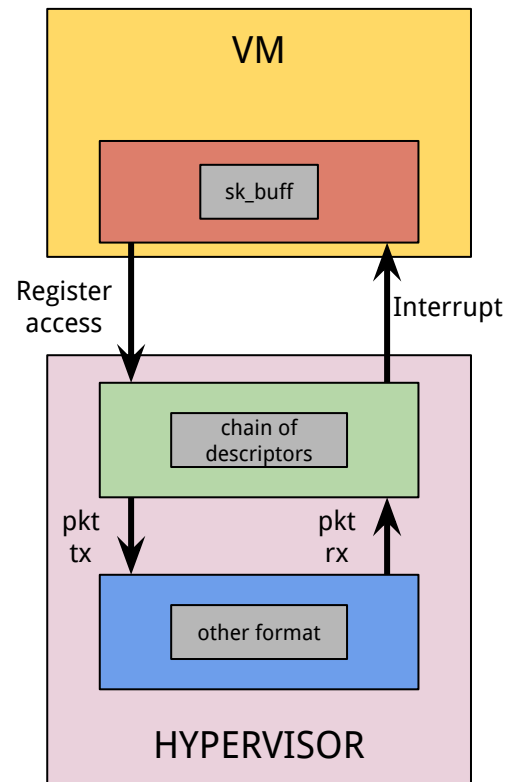 VM
sk_buff
Register
access
Interrupt
chain of
descriptors
pkt
tx
pkt
rx
other format
HYPERVISOR